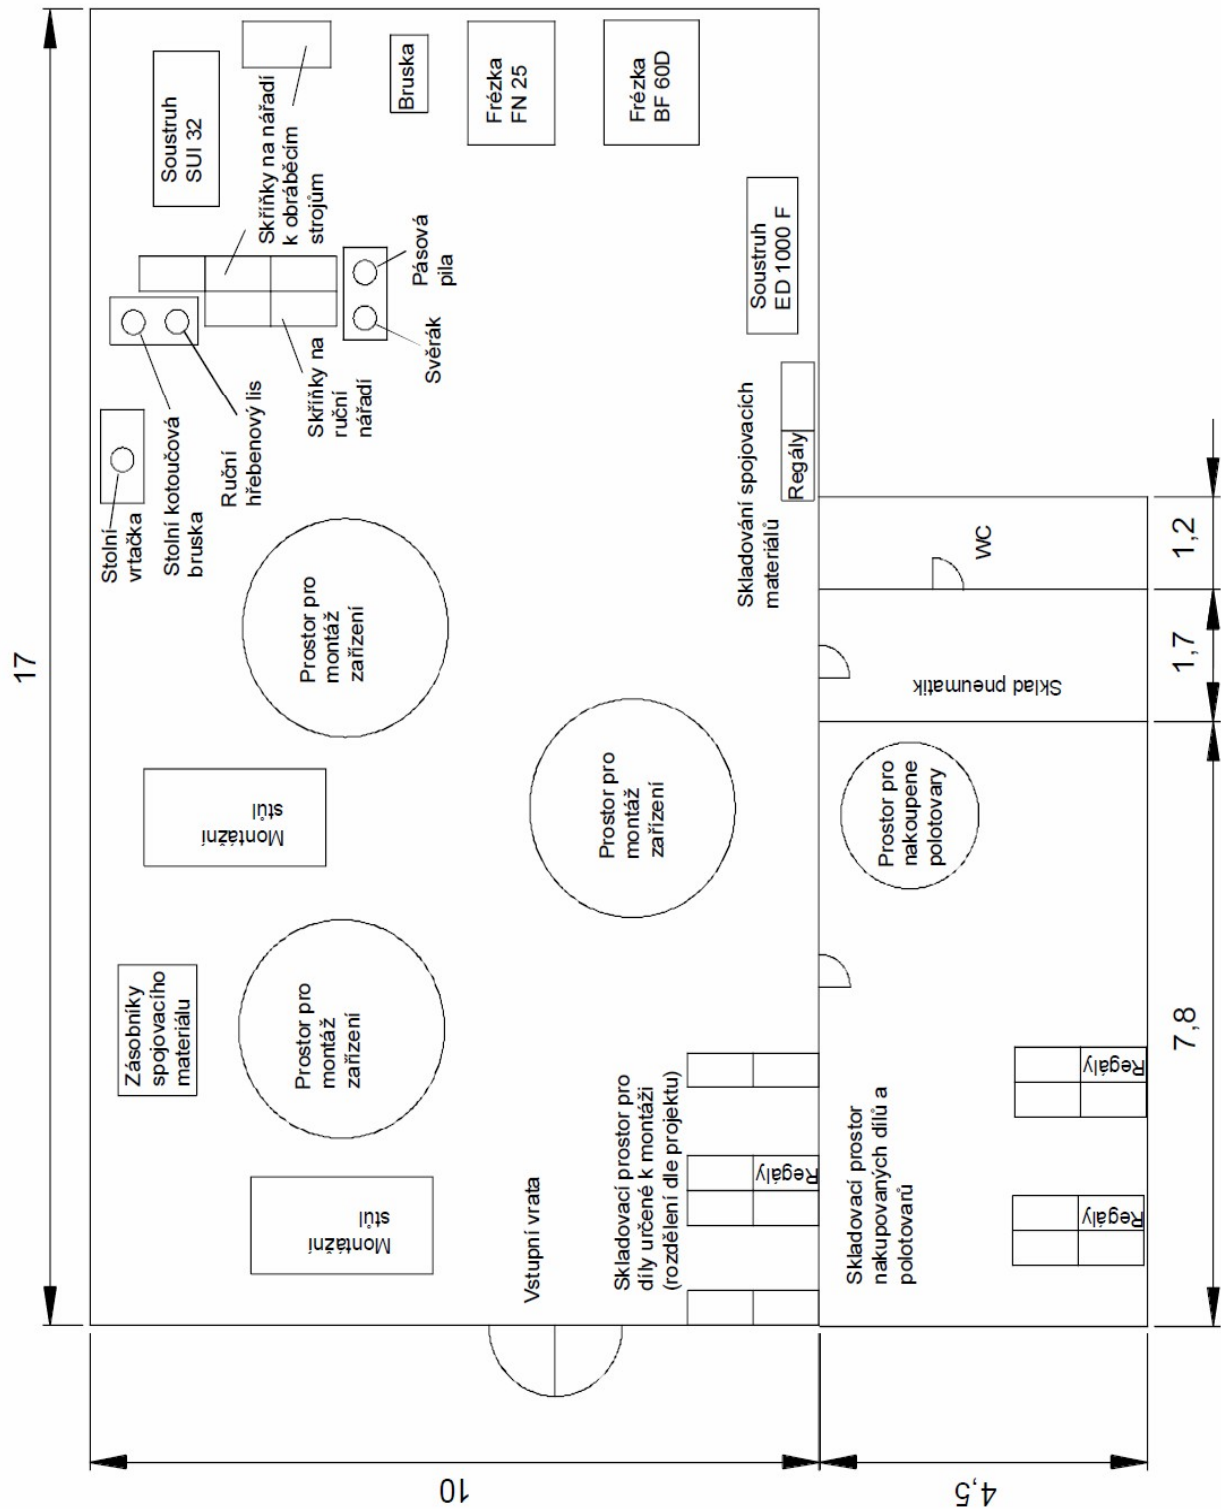 17
Soustruh
SUI 32
Skříňky na nářadí
k obráběcím
strojům
Bruska
Frézka
FN 25
Frézka
BF 60D
Soustruh
ED 1000 F
Pásová
pila
Svěrák
Skříňky na
ruční
nářadí
Ruční
hřebenový lis
Stolní kotoučová
bruska
Stolní
vrtačka
Skladování spojovacích
materiálů
Regály
Prostor pro
montáž
zařízení
Montážní
stůl
Prostor pro
montáž
zařízení
Zásobníky
spojovacího
materiálu
Prostor pro
montáž
zařízení
Montážní
stůl
Vstupní vrata
Skladovací prostor pro
díly určené k montáži
(rozdělení dle projektu)
Regály
WC
Sklad pneumatik
Prostor pro
nakoupene
polotovary
Skladovací prostor
nakupovaných dílů a
polotovarů
Regály
Regály
1,2
1,7
7,8
10
4,5